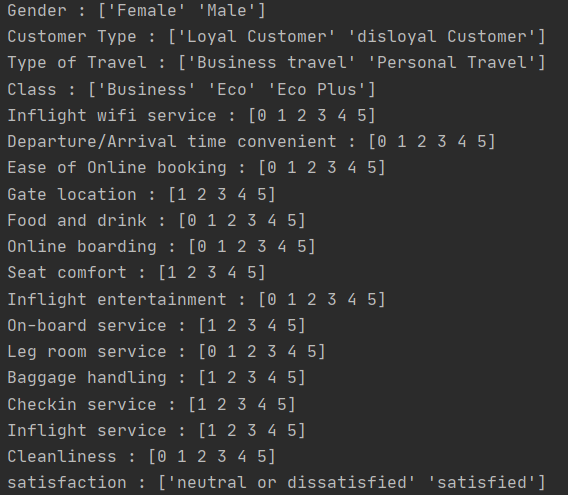 Gender : ['Female' 'Male']
Customer Type : ['Loyal Customer' 'disloyal Customer']
Type of Travel : ['Business travel' 'Personal Travel']
Class : ['Business' 'Eco' 'Eco Plus']
Inflight wifi service : [0 1 2 3 4 5]
Departure/Arrival time convenient : [0 1 2 3 4 5]
Ease of Online booking : [0 1 2 3 4 5]
Gate location : [1 2 3 4 5]
Food and drink : [0 1 2 3 4 5]
Online boarding : [0 1 2 3 4 5]
Seat comfort : [1 2 3 4 5]
Inflight entertainment : [0 1 2 3 4 5]
On-board service : [1 2 3 4 5]
Leg room service : [0 1 2 3 4 5]
Baggage handling : [1 2 3 4 5]
Checkin service : [1 2 3 4 5]
Inflight service : [1 2 3 4 5]
Cleanliness : [0 1 2 3 4 5]
satisfaction : ['neutral or dissatisfied' 'satisfied']